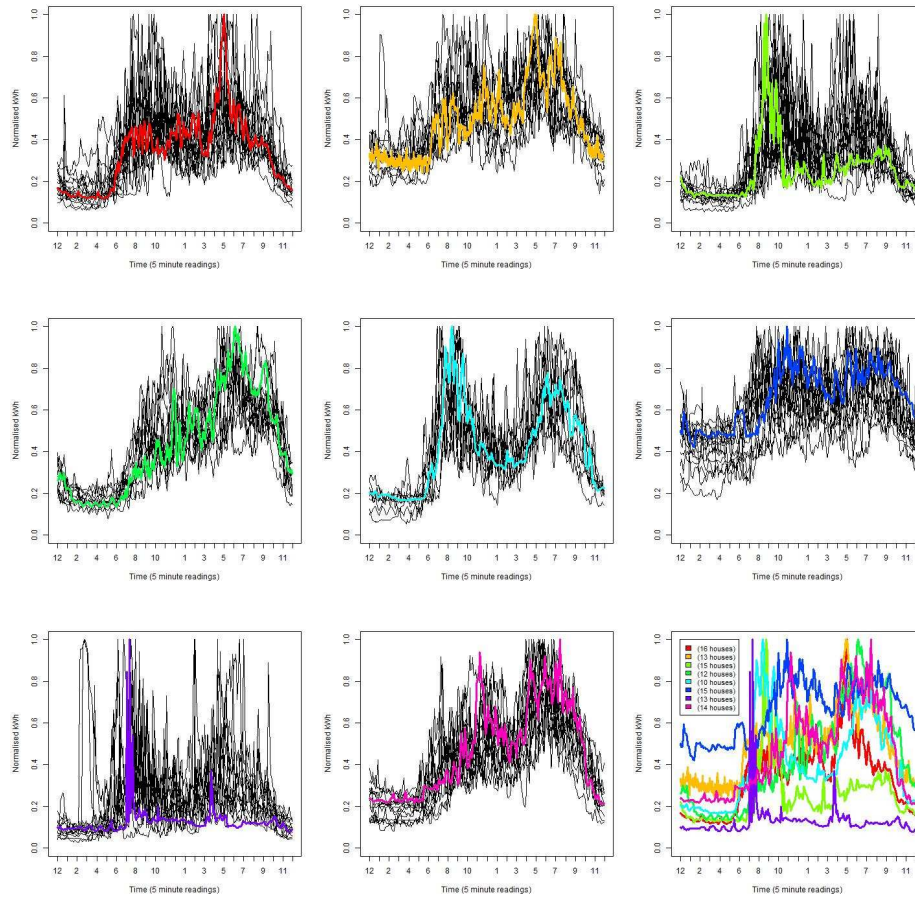 1.0
0.8
0.6
0.4
0.2
0.0
Normalised kWh
12 2 4 6 8 10 1 3 5 7 9 11
Time (5 minute readings)
1.0
0.8
0.6
0.4
0.2
0.0
Normalised kWh
12 2 4 6 8 10 1 3 5 7 9 11
Time (5 minute readings)
1.0
0.8
0.6
0.4
0.2
0.0
Normalised kWh
12 2 4 6 8 10 1 3 5 7 9 11
Time (5 minute readings)
1.0
0.8
0.6
0.4
0.2
0.0
Normalised kWh
12 2 4 6 8 10 1 3 5 7 9 11
Time (5 minute readings)
1.0
0.8
0.6
0.4
0.2
0.0
Normalised kWh
12 2 4 6 8 10 1 3 5 7 9 11
Time (5 minute readings)
1.0
0.8
0.6
0.4
0.2
0.0
Normalised kWh
12 2 4 6 8 10 1 3 5 7 9 11
Time (5 minute readings)
1.0
0.8
0.6
0.4
0.2
0.0
Normalised kWh
12 2 4 6 8 10 1 3 5 7 9 11
Time (5 minute readings)
1.0
0.8
0.6
0.4
0.2
0.0
Normalised kWh
12 2 4 6 8 10 1 3 5 7 9 11
Time (5 minute readings)
1.0
0.8
0.6
0.4
0.2
0.0
Normalised kWh
(16 houses)
(13 houses)
(15 houses)
(12 houses)
(10 houses)
(15 houses)
(13 houses)
(14 houses)
12 2 4 6 8 10 1 3 5 7 9 11
Time (5 minute readings)